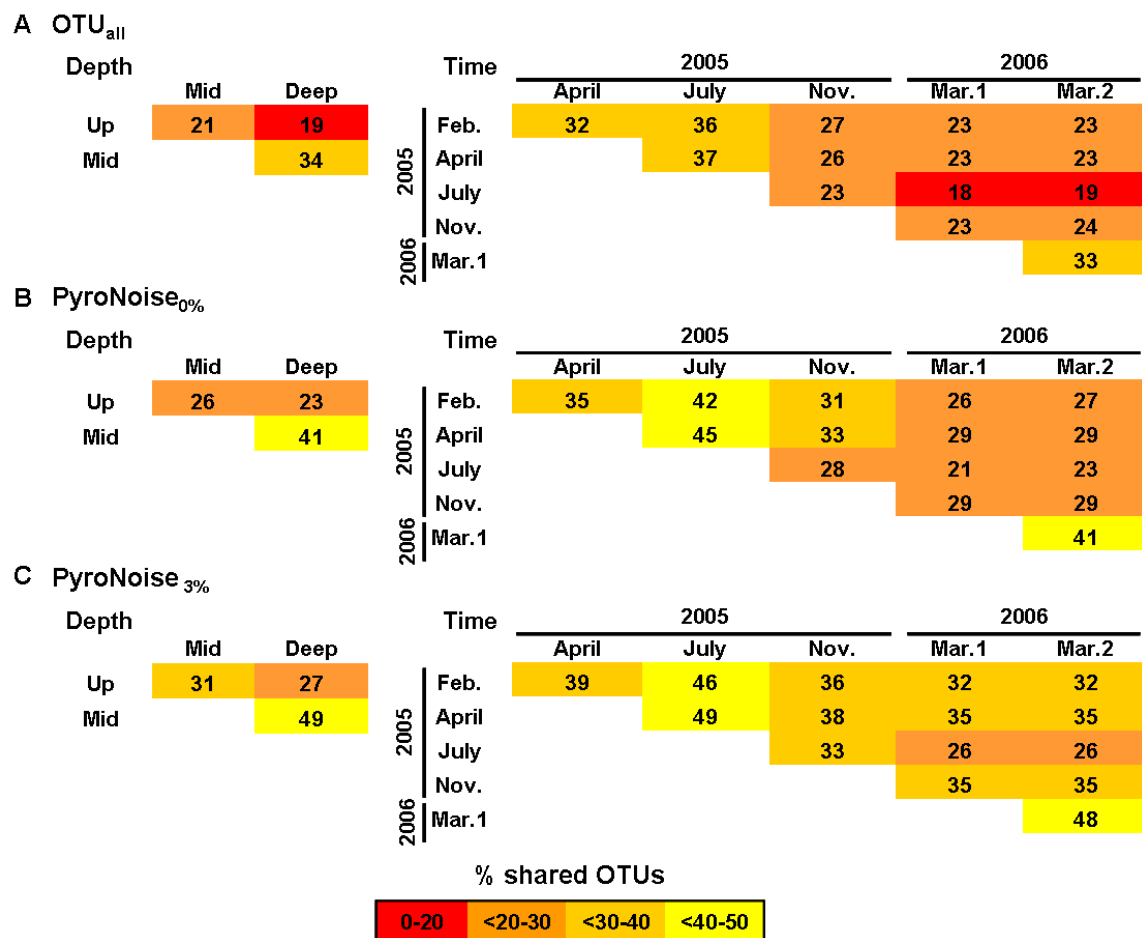 A OTUall
Depth Time 2005 2006
Mid Deep April July Nov. Mar.1 Mar.2
Up 21 19 Feb. 32 36 27 23 23
Mid 34 April 37 26 23 23
2005 July 23 18 19
Nov. 23 24
2006 Mar.1 33
B PyroNoise0%
Depth Time 2005 2006
Mid Deep April July Nov. Mar.1 Mar.2
Up 26 23 Feb. 35 42 31 26 27
Mid 41 April 45 33 29 29
2005 July 28 21 23
Nov. 29 29
2006 Mar.1 41
C PyroNoise 3%
Depth Time 2005 2006
Mid Deep April July Nov. Mar.1 Mar.2
Up 31 27 Feb. 39 46 36 32 32
Mid 49 April 49 38 35 35
2005 July 33 26 26
Nov. 35 35
2006 Mar.1 48
% shared OTUs
0-20 <20-30 <30-40 <40-50